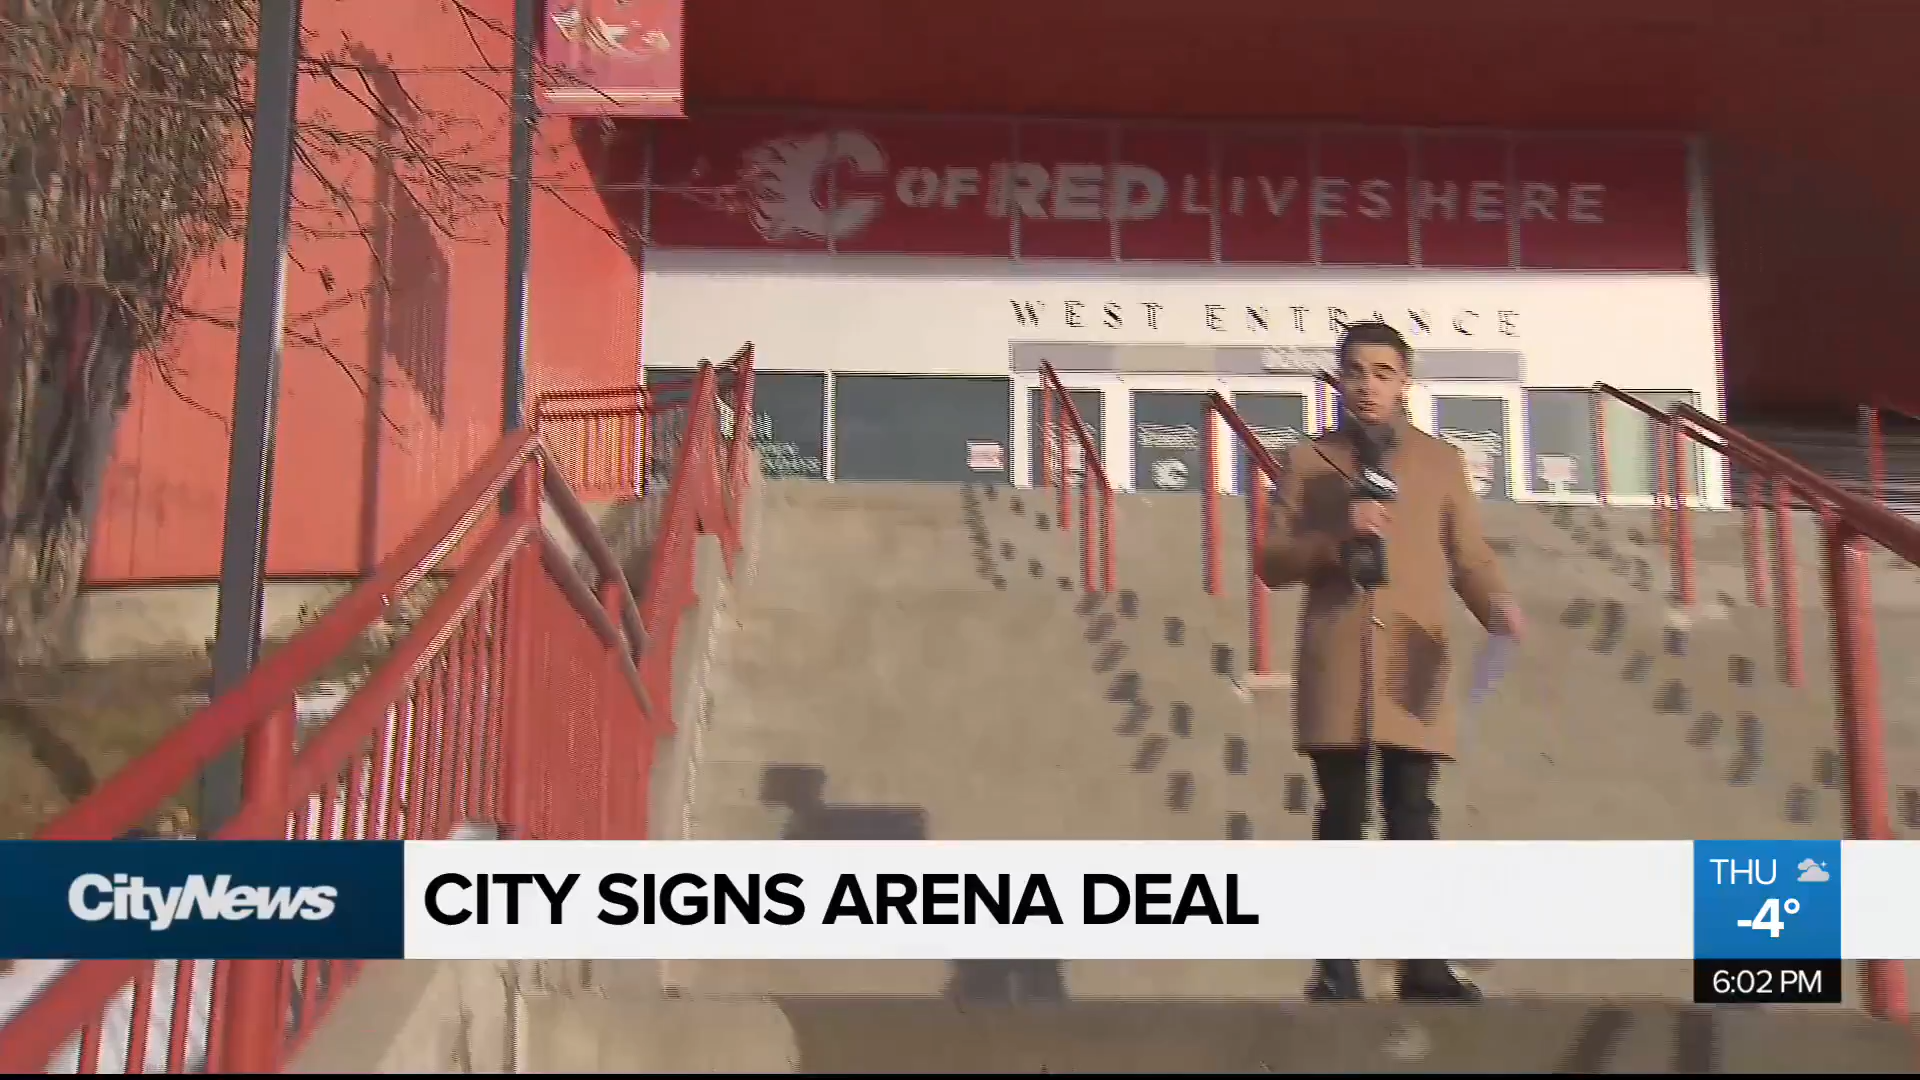 C OF RED LIVES HERE
WEST ENTRANCE
CityNews
CITY SIGNS ARENA DEAL
THU
-4°
6:02 PM